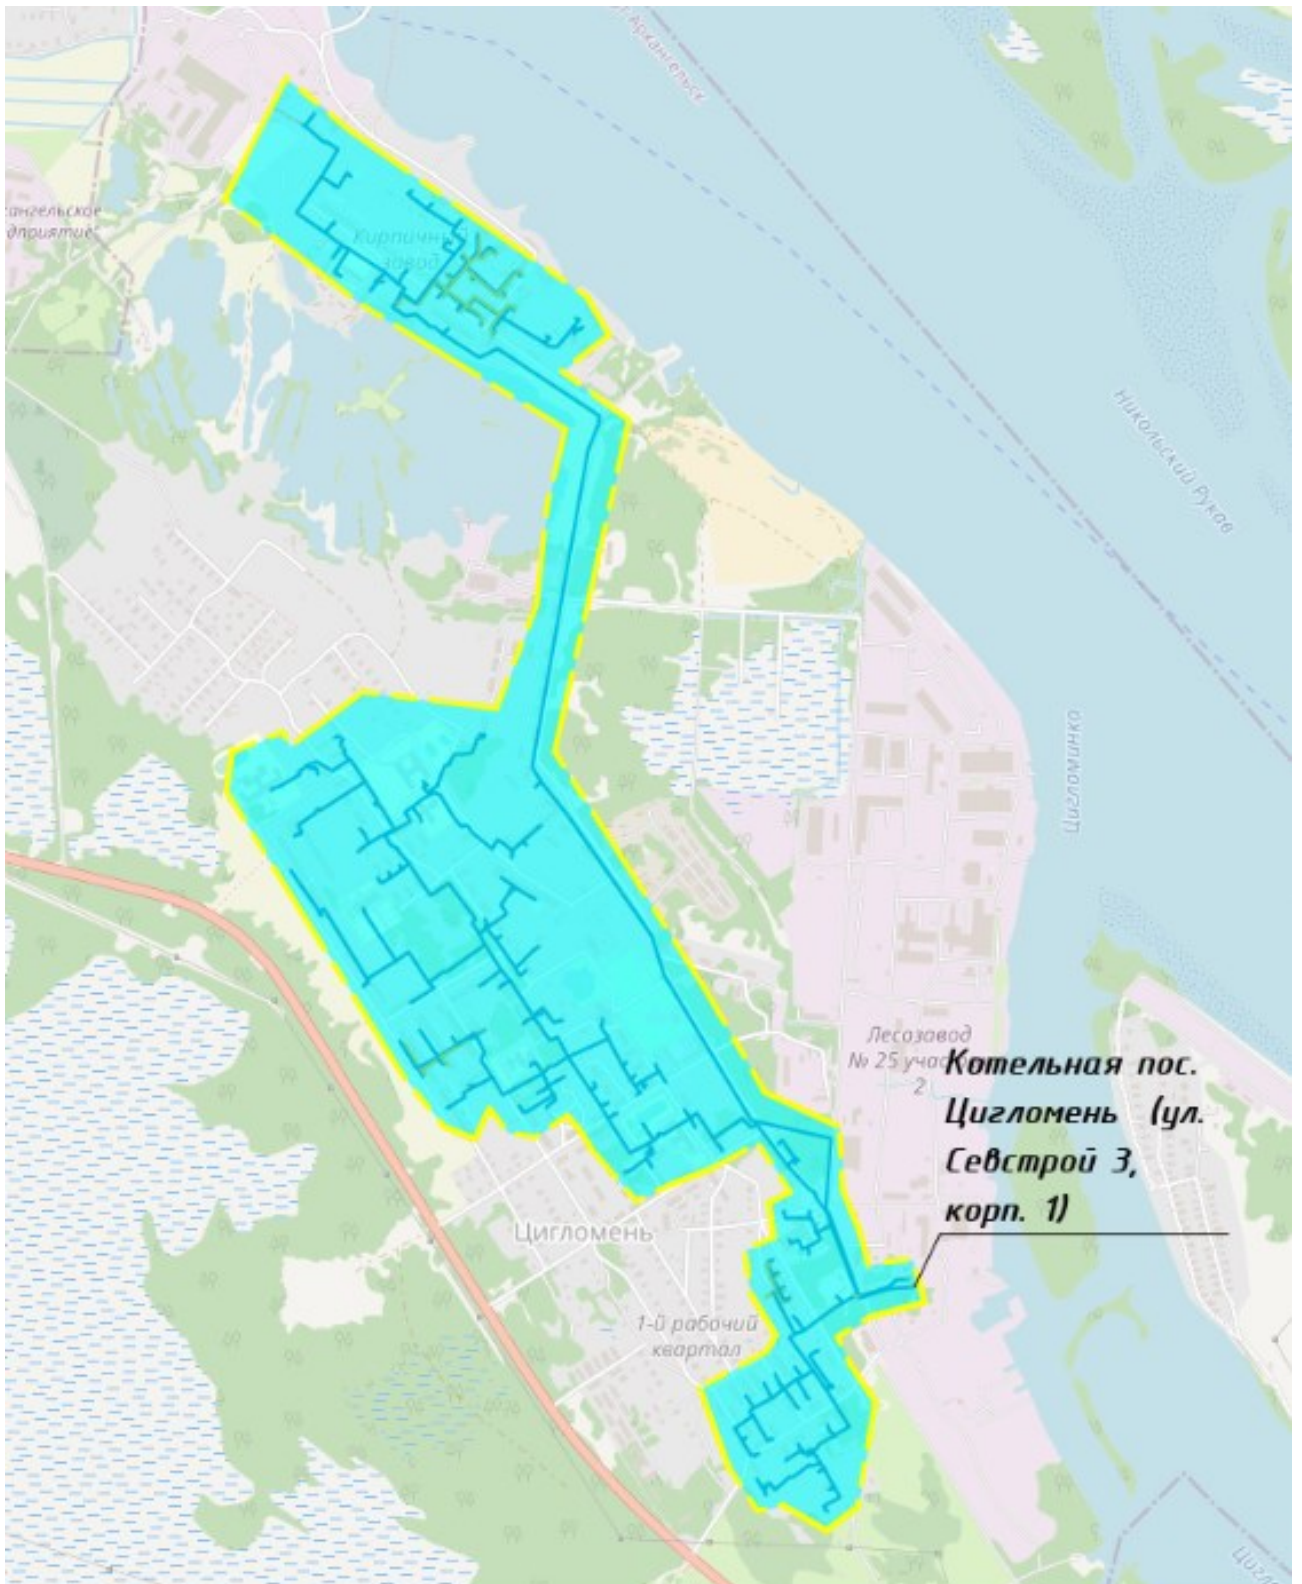 г Архангельск
Кирпичный
завод
Никольский Рукав
Цигломинка
Лесозавод
№ 25
2
Котельная пос.
Цигломень (ул.
Севстрой 3,
корп. 1)
Цигломень
1-й рабочий
квартал